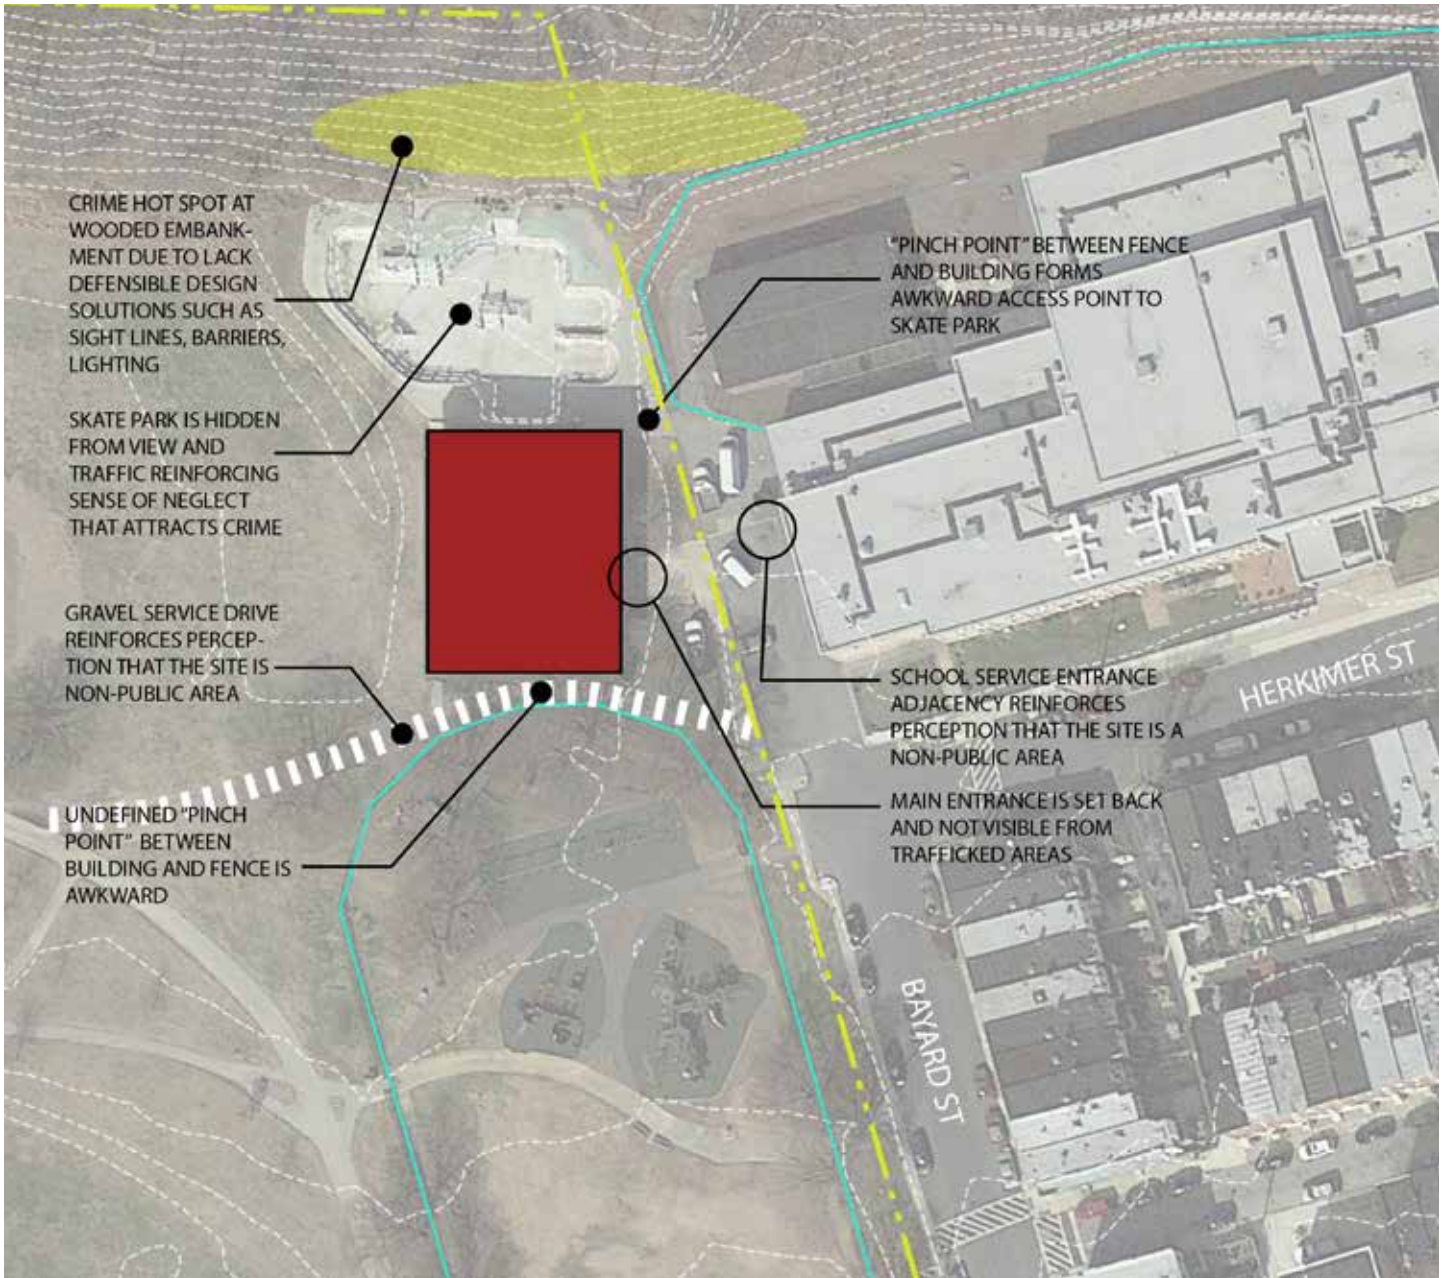 CRIME HOT SPOT AT
WOODED EMBANK-
MENT DUE TO LACK
DEFENSIBLE DESIGN
SOLUTIONS SUCH AS
SIGHT LINES, BARRIERS,
LIGHTING
SKATE PARK IS HIDDEN
FROM VIEW AND
TRAFFIC REINFORCING
SENSE OF NEGLECT
THAT ATTRACTS CRIME
GRAVEL SERVICE DRIVE
REINFORCES PERCEP-
TION THAT THE SITE IS
NON-PUBLIC AREA
UNDEFINED "PINCH
POINT" BETWEEN
BUILDING AND FENCE IS
AWKWARD
"PINCH POINT" BETWEEN FENCE
AND BUILDING FORMS
AWKWARD ACCESS POINT TO
SKATE PARK
SCHOOL SERVICE ENTRANCE
ADJACENCY REINFORCES
PERCEPTION THAT THE SITE IS A
NON-PUBLIC AREA
MAIN ENTRANCE IS SET BACK
AND NOT VISIBLE FROM
TRAFFICKED AREAS
HERKIMER ST
BAYARD ST